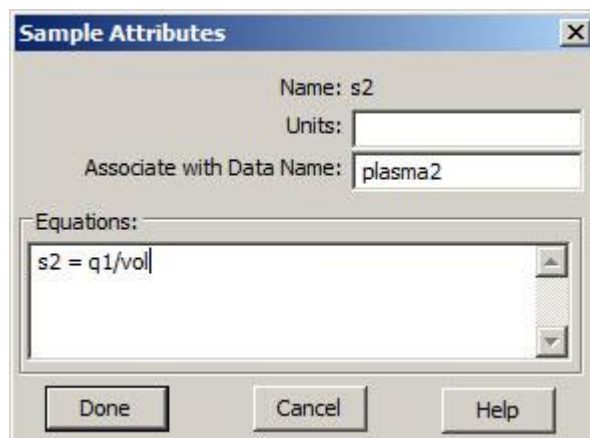 Sample Attributes
Name: s2
Units:
Associate with Data Name: plasma2
Equations:
s2 = q1/vol
Done Cancel Help